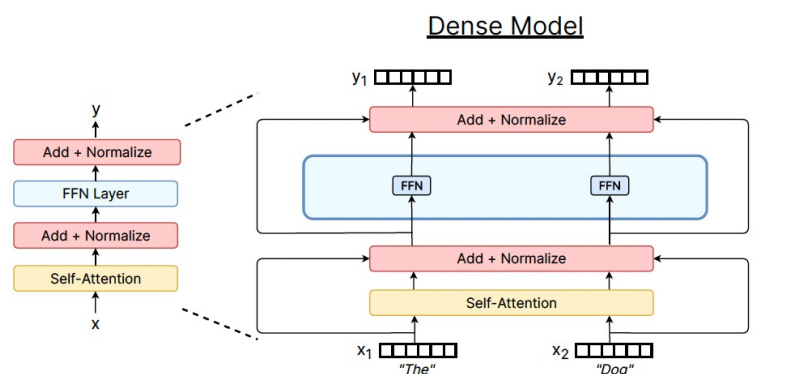 Dense Model
y
Add + Normalize
FFN Layer
Add + Normalize
Self-Attention
x
y1 y2
Add + Normalize
FFN FFN
Add + Normalize
Self-Attention
x1 x2
"The" "Dog"